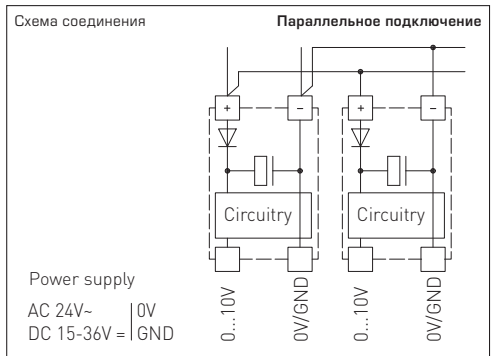 Схема соединения
Параллельное подключение
+ − + −
Circuitry Circuitry
Power supply
AC 24V~ 0V
DC 15-36V = GND
0...10V
0V/GND
0...10V
0V/GND